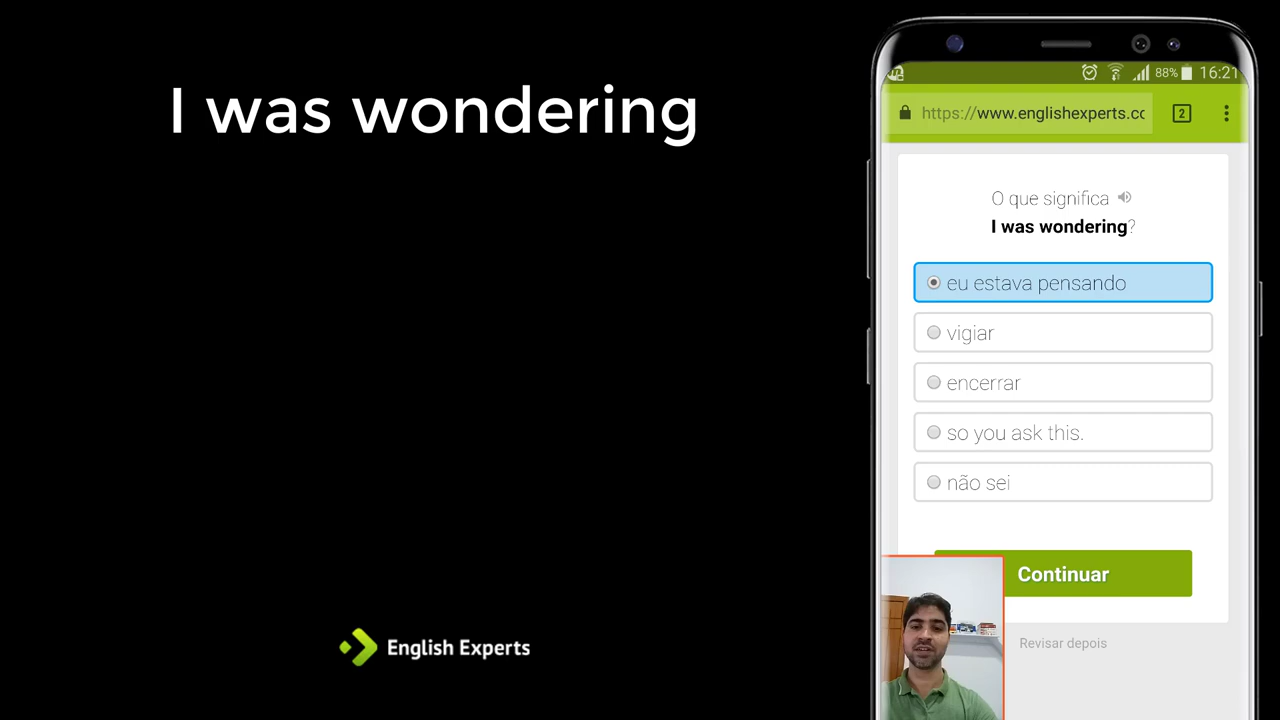 I was wondering
English Experts
88% 16:21
https://www.englishexperts.cc
2
O que significa
I was wondering?
eu estava pensando
vigiar
encerrar
so you ask this.
não sei
Continuar
Revisar depois